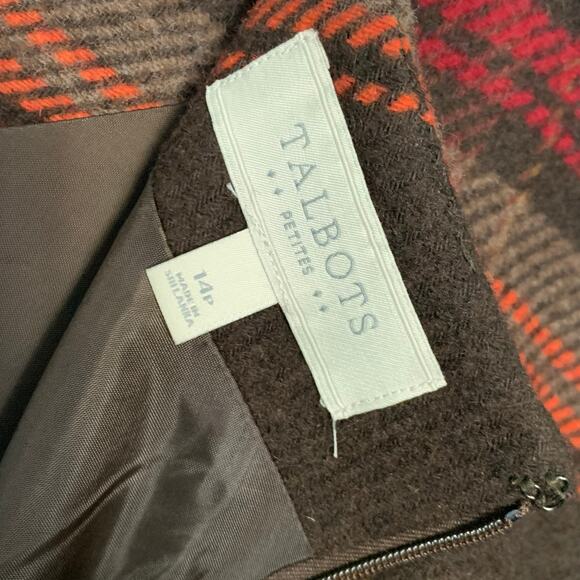 TALBOTS
PETITES
14P
MADE IN
SRI LANKA